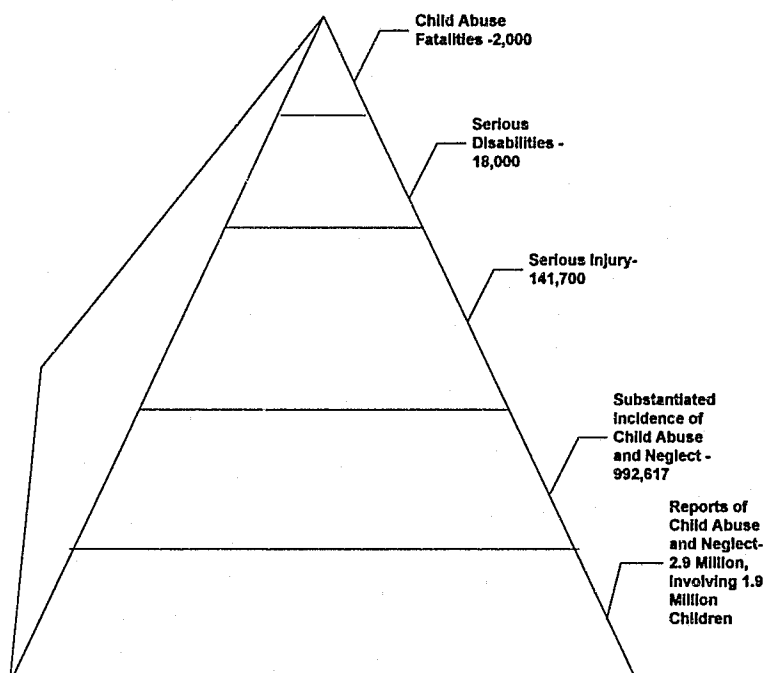 Child Abuse
Fatalities -2,000
Serious
Disabilities -
18,000
Serious Injury-
141,700
Substantiated
Incidence of
Child Abuse
and Neglect -
992,617
Reports of
Child Abuse
and Neglect-
2.9 Million,
Involving 1.9
Million
Children